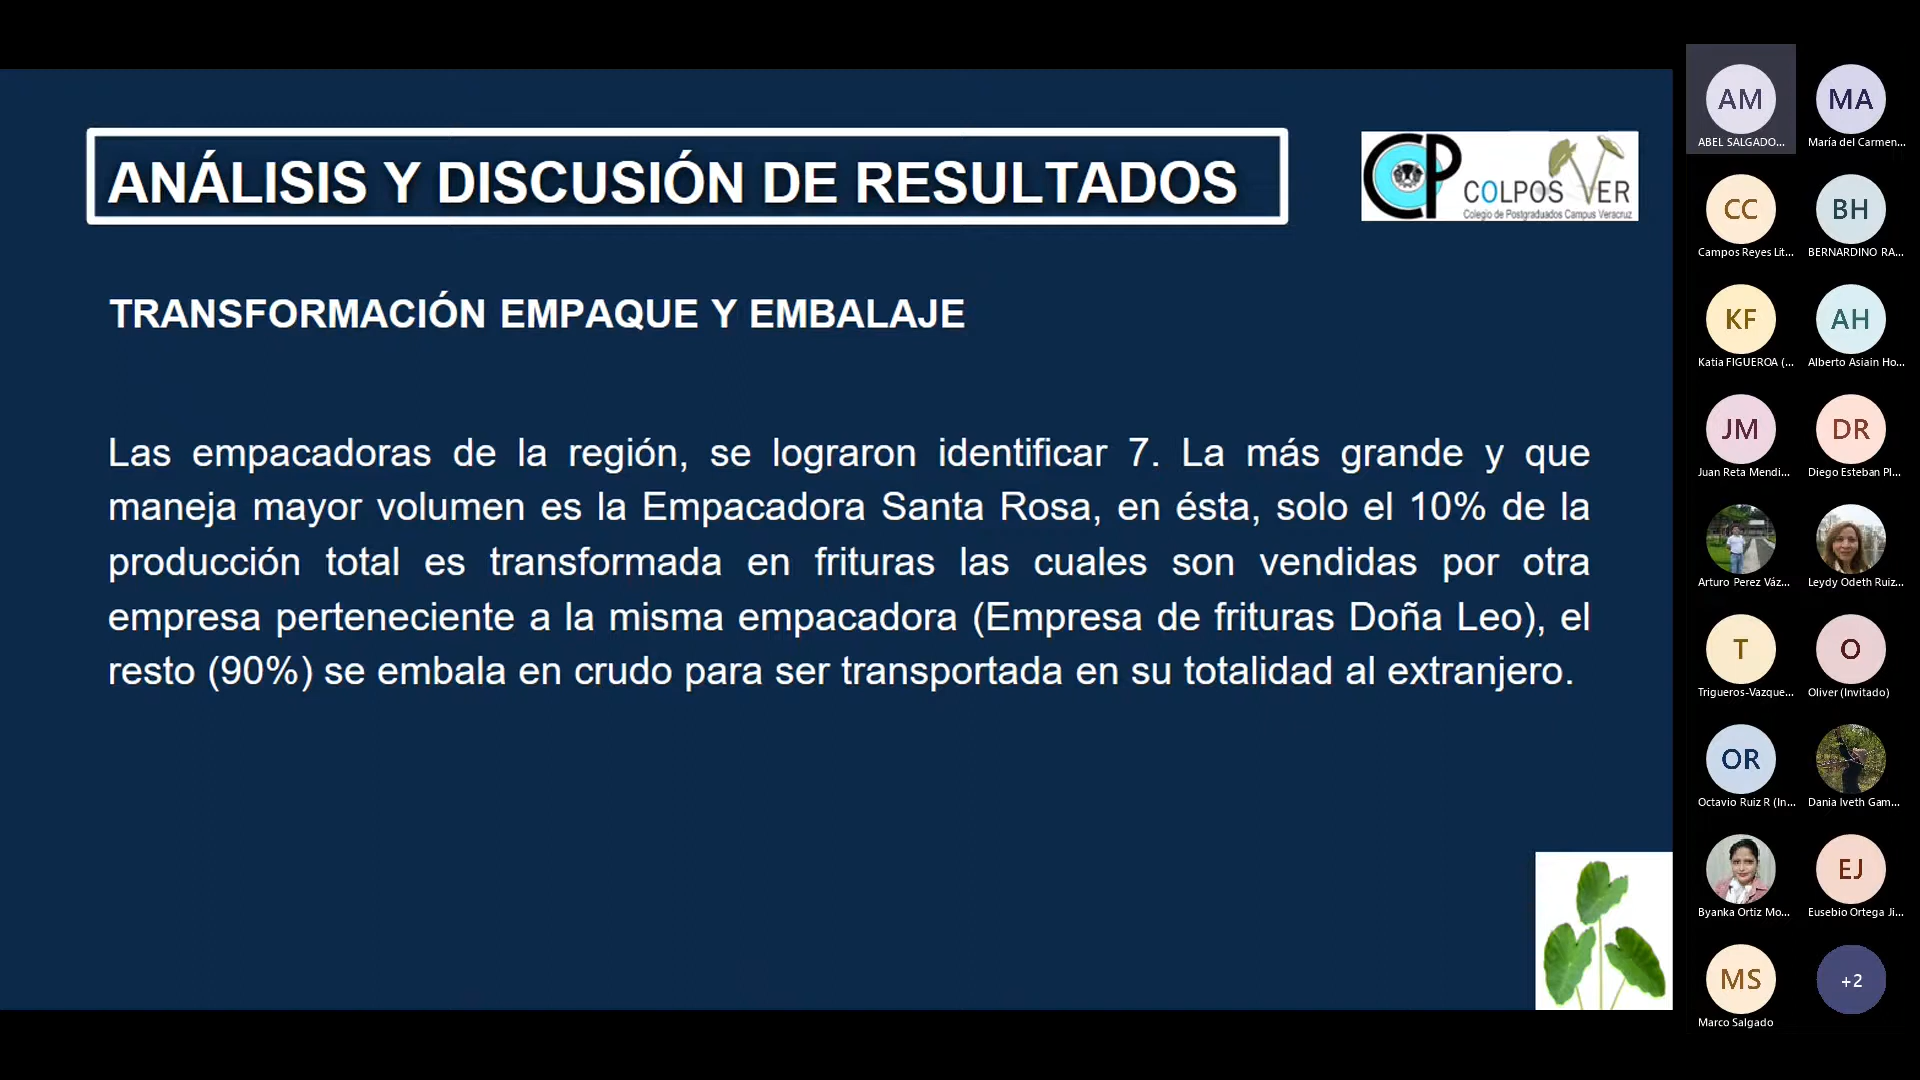 ANÁLISIS Y DISCUSIÓN DE RESULTADOS
CP COLPOS VER
Colegio de Postgraduados Campus Veracruz
TRANSFORMACIÓN EMPAQUE Y EMBALAJE
Las empacadoras de la región, se lograron identificar 7. La más grande y que
maneja mayor volumen es la Empacadora Santa Rosa, en ésta, solo el 10% de la
producción total es transformada en frituras las cuales son vendidas por otra
empresa perteneciente a la misma empacadora (Empresa de frituras Doña Leo), el
resto (90%) se embala en crudo para ser transportada en su totalidad al extranjero.
AM
ABEL SALGADO...
MA
María del Carmen...
CC
Campos Reyes Lit...
BH
BERNARDINO RA...
KF
Katia FIGUEROA (...
AH
Alberto Asiain Ho...
JM
Juan Reta Mendi...
DR
Diego Esteban Pl...
Arturo Perez Váz...
Leydy Odeth Ruiz...
T
Trigueros-Vazque...
O
Oliver (Invitado)
OR
Octavio Ruiz R (In...
Dania Iveth Gam...
Byanka Ortiz Mo...
EJ
Eusebio Ortega Ji...
MS
Marco Salgado
+2